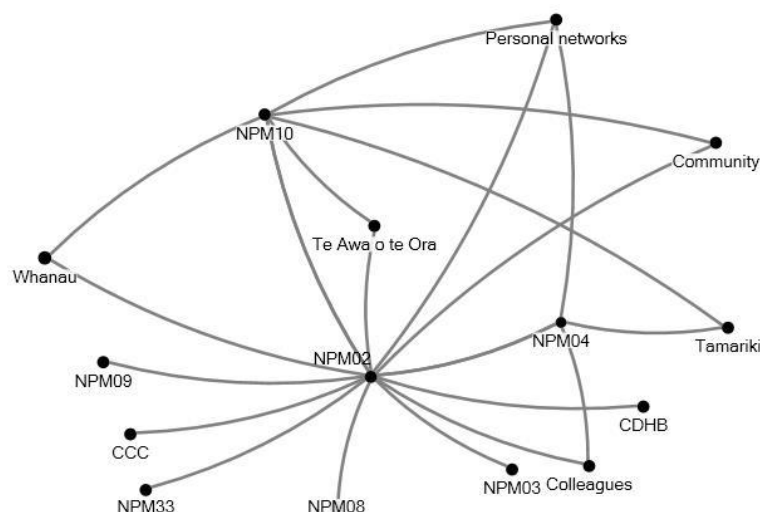 Personal networks
NPM10
Community
Te Awa o te Ora
Whanau
NPM04
Tamariki
NPM02
NPM09
CDHB
CCC
NPM03
Colleagues
NPM33
NPM08